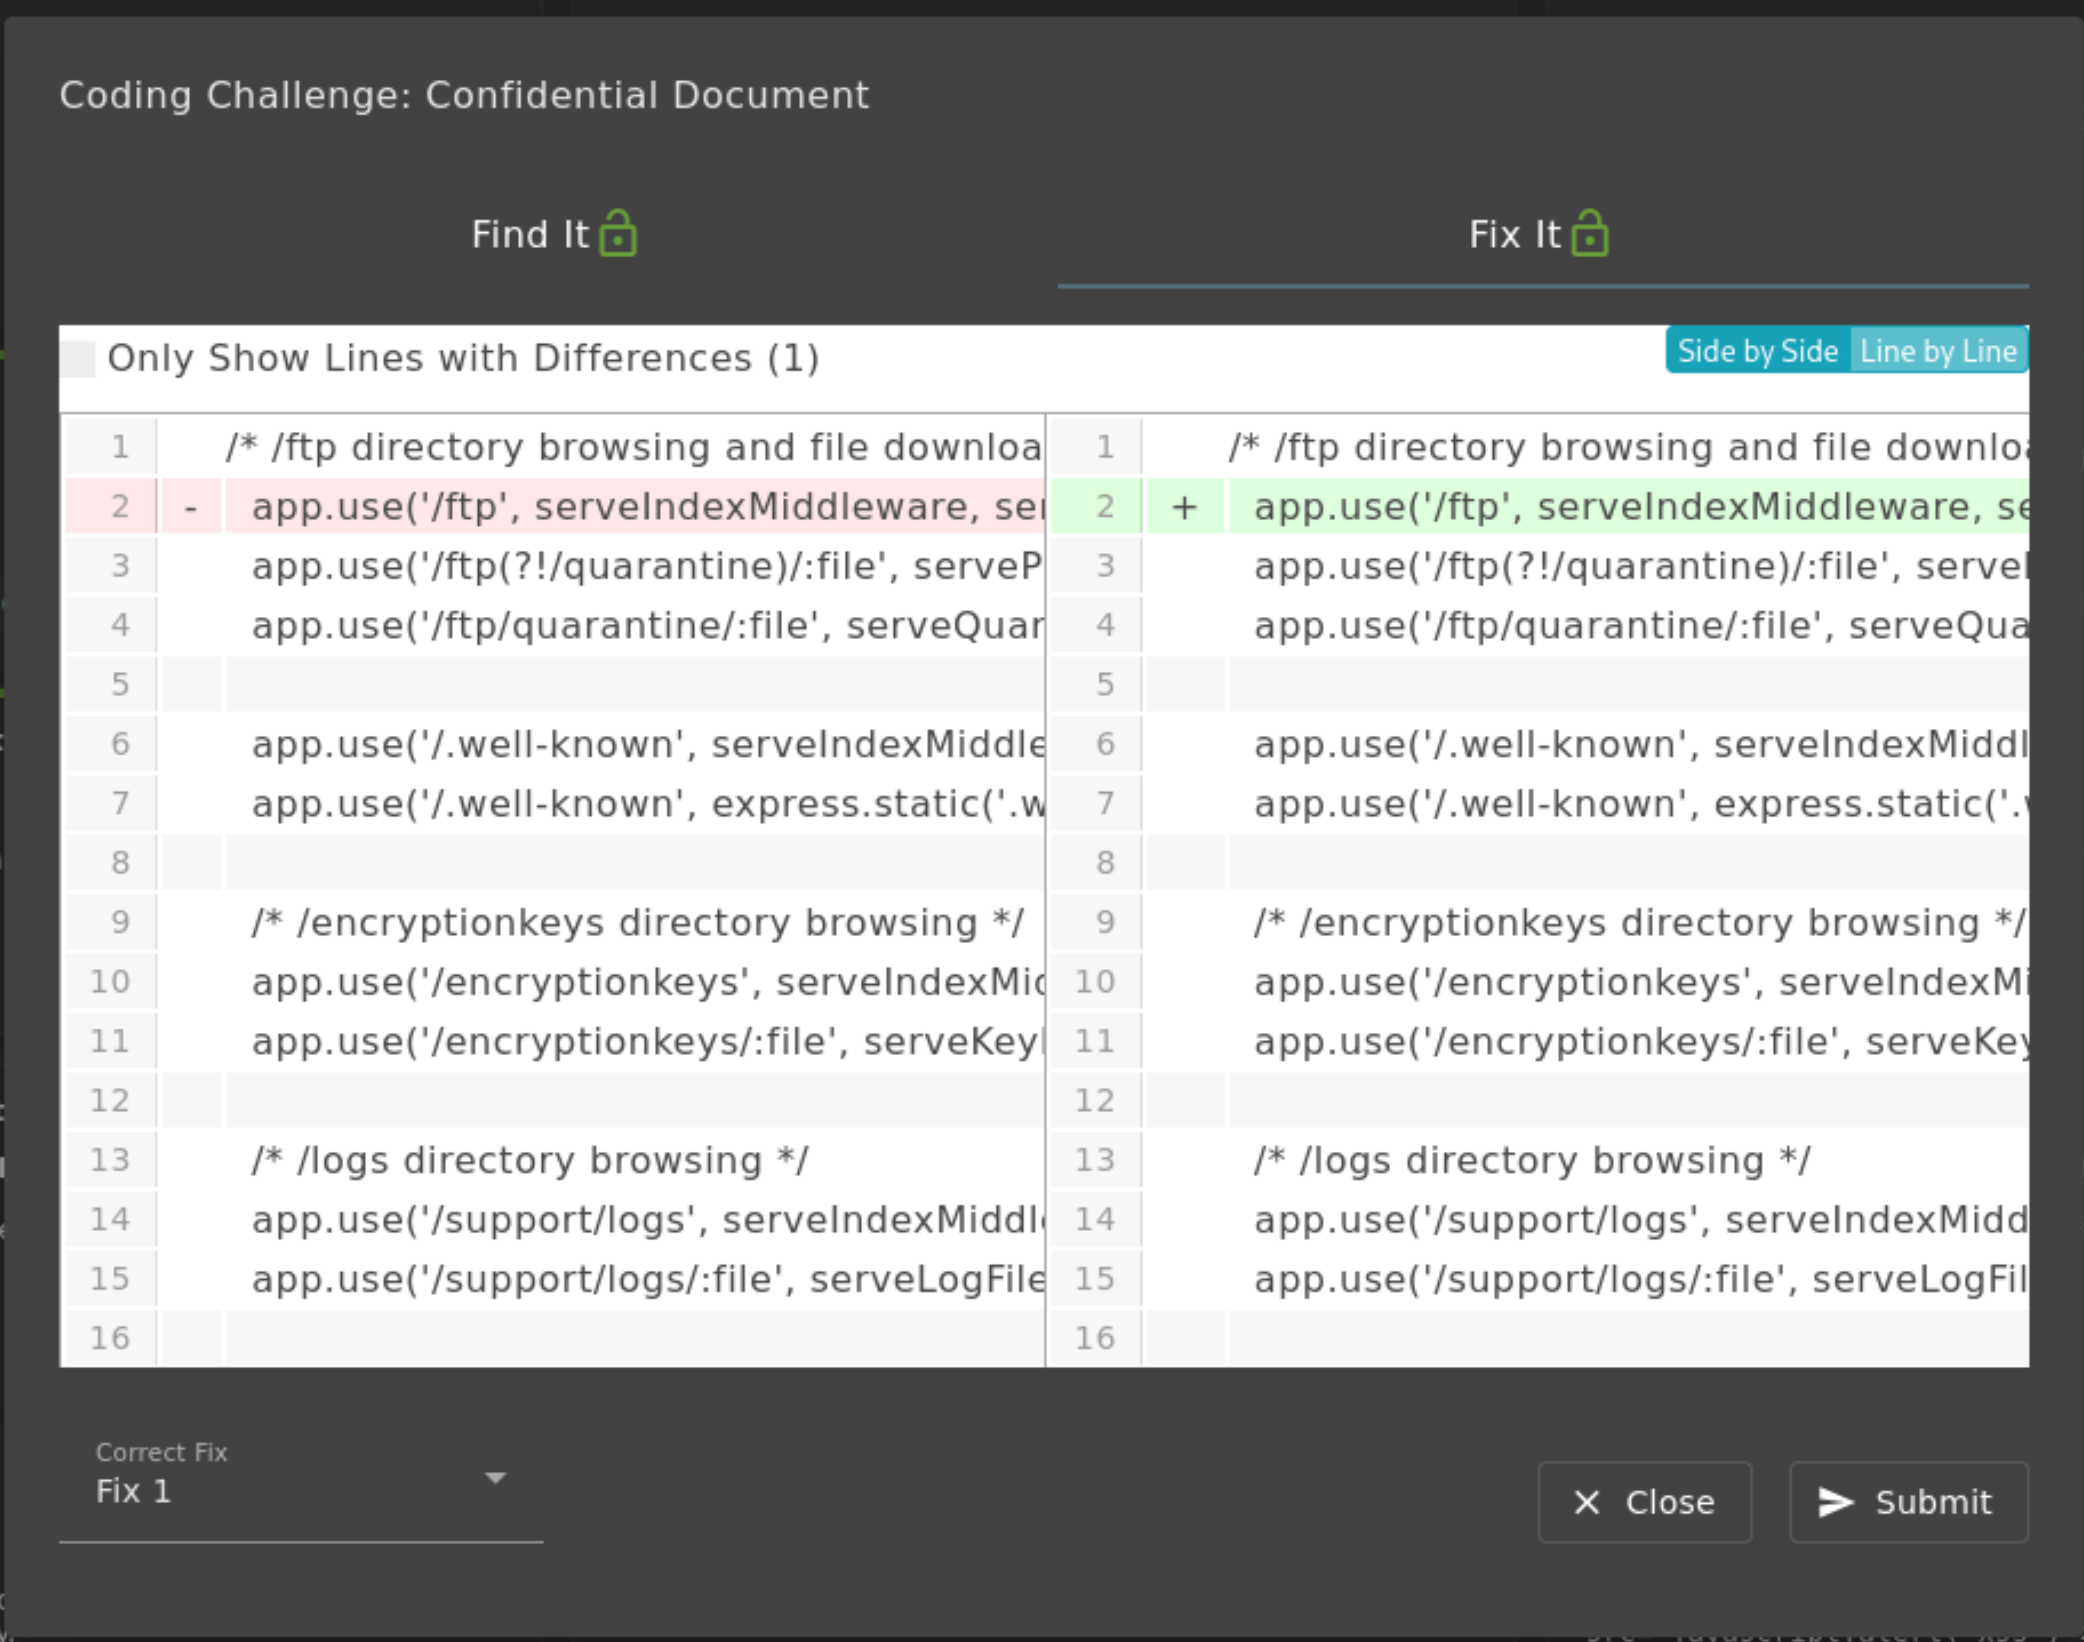 Coding Challenge: Confidential Document
Find It
Fix It
Only Show Lines with Differences (1)
Side by Side Line by Line
1 /* /ftp directory browsing and file downloa
2 - app.use('/ftp', serveIndexMiddleware, ser
3 app.use('/ftp(?!/quarantine)/:file', serveP
4 app.use('/ftp/quarantine/:file', serveQuar
5
6 app.use('/.well-known', serveIndexMiddle
7 app.use('/.well-known', express.static('.w
8
9 /* /encryptionkeys directory browsing */
10 app.use('/encryptionkeys', serveIndexMid
11 app.use('/encryptionkeys/:file', serveKey
12
13 /* /logs directory browsing */
14 app.use('/support/logs', serveIndexMiddl
15 app.use('/support/logs/:file', serveLogFile
16
1 /* /ftp directory browsing and file downlo
2 + app.use('/ftp', serveIndexMiddleware, se
3 app.use('/ftp(?!/quarantine)/:file', serve
4 app.use('/ftp/quarantine/:file', serveQua
5
6 app.use('/.well-known', serveIndexMiddl
7 app.use('/.well-known', express.static('.
8
9 /* /encryptionkeys directory browsing */
10 app.use('/encryptionkeys', serveIndexMi
11 app.use('/encryptionkeys/:file', serveKey
12
13 /* /logs directory browsing */
14 app.use('/support/logs', serveIndexMidd
15 app.use('/support/logs/:file', serveLogFil
16
Correct Fix
Fix 1
Close
Submit